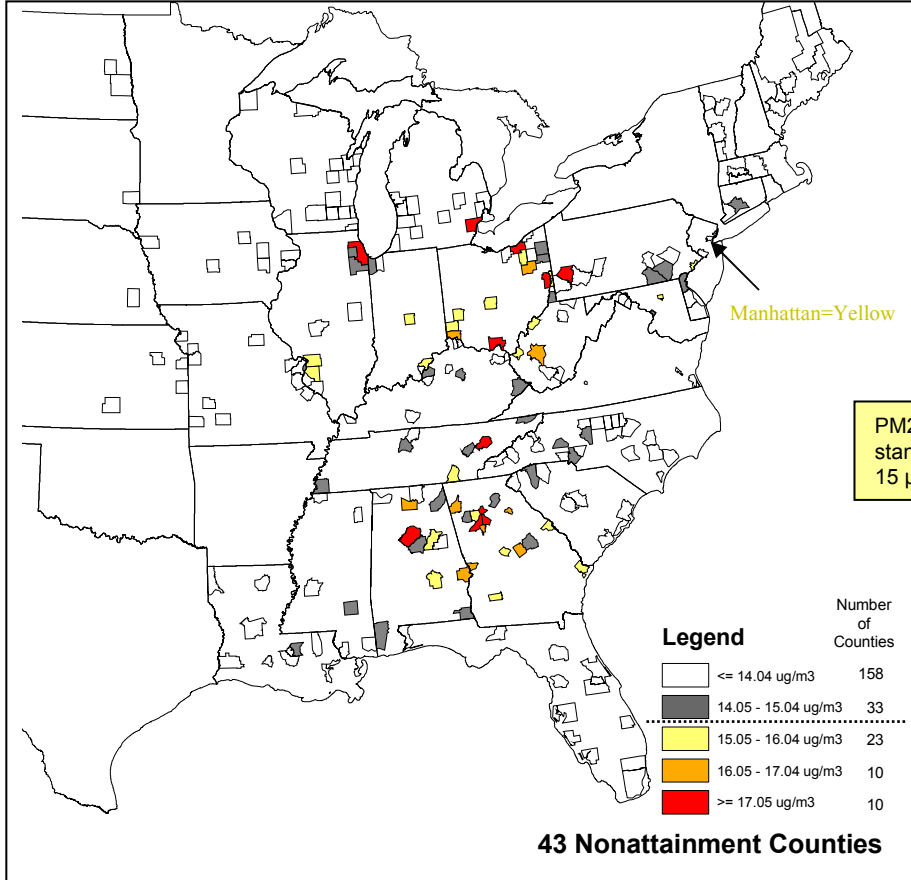 Manhattan=Yellow
PM2
stan
15 µ
Legend
Number
of
Counties
<= 14.04 ug/m3 158
14.05 - 15.04 ug/m3 33
15.05 - 16.04 ug/m3 23
16.05 - 17.04 ug/m3 10
>= 17.05 ug/m3 10
43 Nonattainment Counties